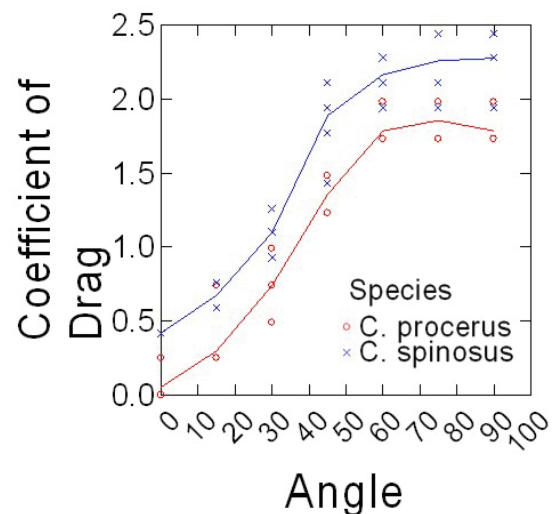 2.5
2.0
1.5
1.0
0.5
0.0
Coefficient of
Drag
Species
C. procerus
C. spinosus
0 10 20 30 40 50 60 70 80 90 100
Angle